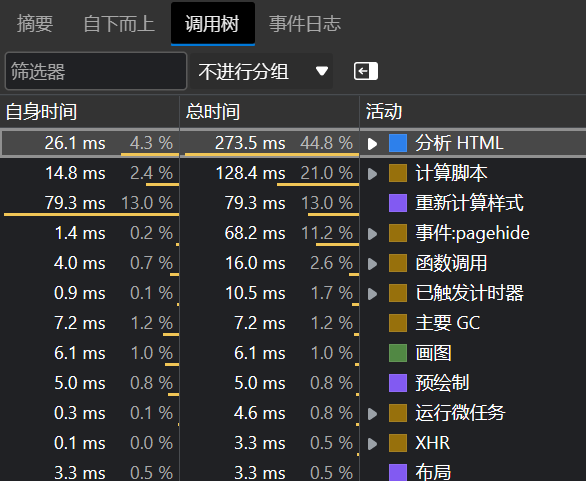 摘要 自下而上 调用树 事件日志
筛选器 不进行分组
自身时间 总时间 活动
26.1 ms 4.3 % 273.5 ms 44.8 % 分析 HTML
14.8 ms 2.4 % 128.4 ms 21.0 % 计算脚本
79.3 ms 13.0 % 79.3 ms 13.0 % 重新计算样式
1.4 ms 0.2 % 68.2 ms 11.2 % 事件:pagehide
4.0 ms 0.7 % 16.0 ms 2.6 % 函数调用
0.9 ms 0.1 % 10.5 ms 1.7 % 已触发计时器
7.2 ms 1.2 % 7.2 ms 1.2 % 主要 GC
6.1 ms 1.0 % 6.1 ms 1.0 % 画图
5.0 ms 0.8 % 5.0 ms 0.8 % 预绘制
0.3 ms 0.1 % 4.6 ms 0.8 % 运行微任务
0.1 ms 0.0 % 3.3 ms 0.5 % XHR
3.3 ms 0.5 % 3.3 ms 0.5 % 布局